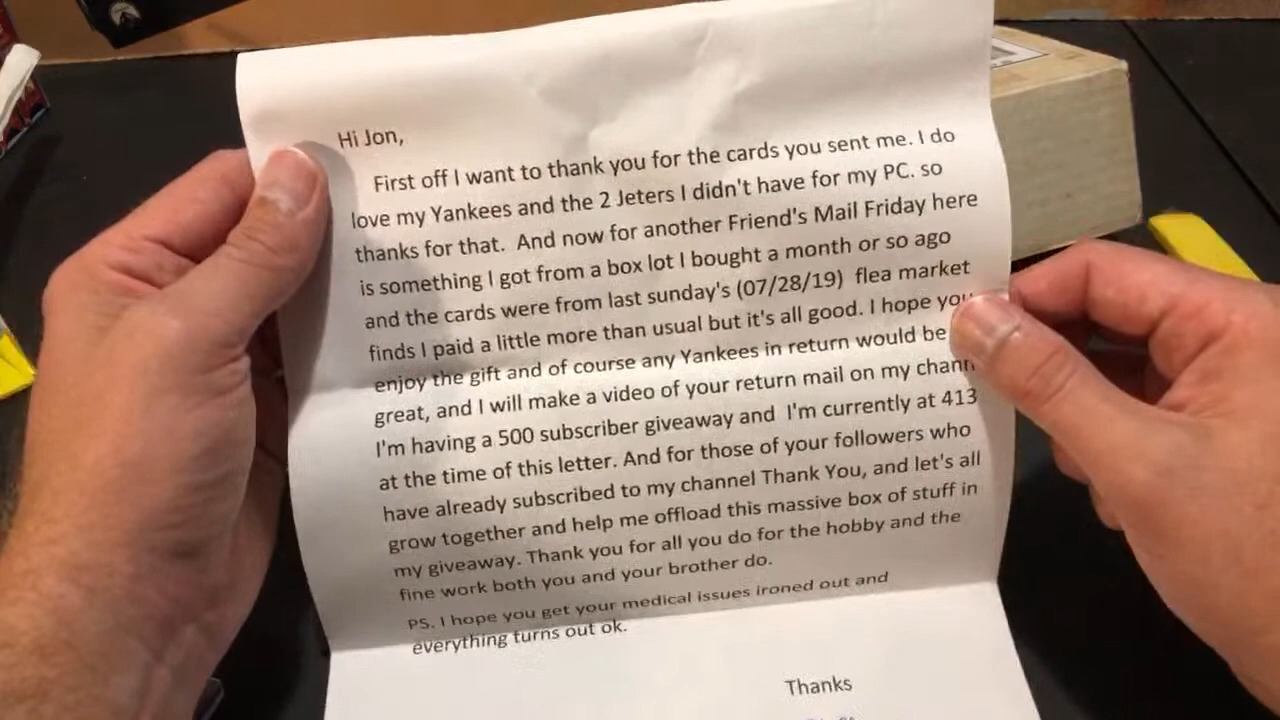 Hi Jon,
First off I want to thank you for the cards you sent me. I do
love my Yankees and the 2 Jeters I didn't have for my PC. so
thanks for that. And now for another Friend's Mail Friday here
is something I got from a box lot I bought a month or so ago
and the cards were from last sunday's (07/28/19) flea market
finds I paid a little more than usual but it's all good. I hope you
enjoy the gift and of course any Yankees in return would be
great, and I will make a video of your return mail on my
I'm having a 500 subscriber giveaway and I'm currently at 413
at the time of this letter. And for those of your followers who
have already subscribed to my channel Thank You, and let's all
grow together and help me offload this massive box of stuff in
my giveaway. Thank you for all you do for the hobby and the
fine work both you and your brother do.
PS. I hope you get your medical issues ironed out and
everything turns out ok.
Thanks